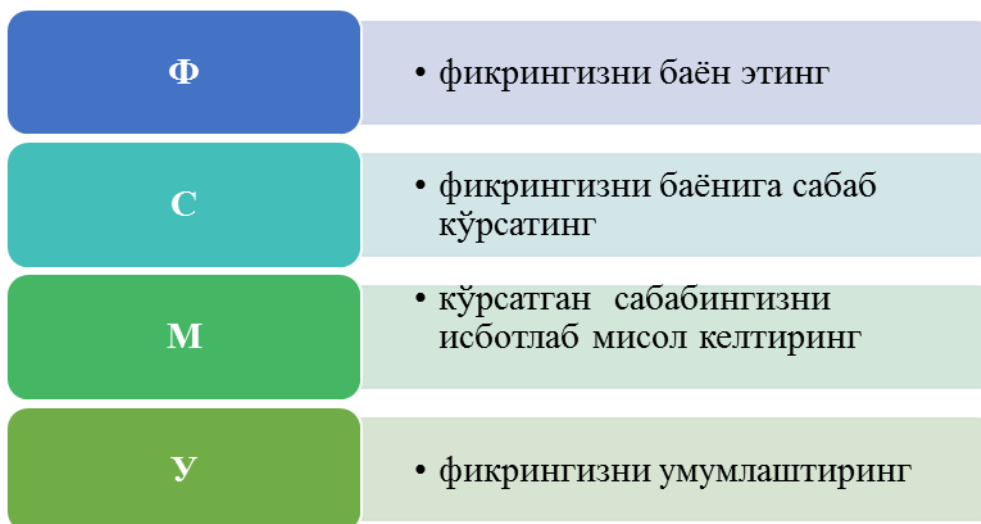 Ф
• фикрингизни баён этинг
С
• фикрингизни баёнига сабаб
кўрсатинг
М
• кўрсатган сабабингизни
исботлаб мисол келтиринг
У
• фикрингизни умумлаштиринг